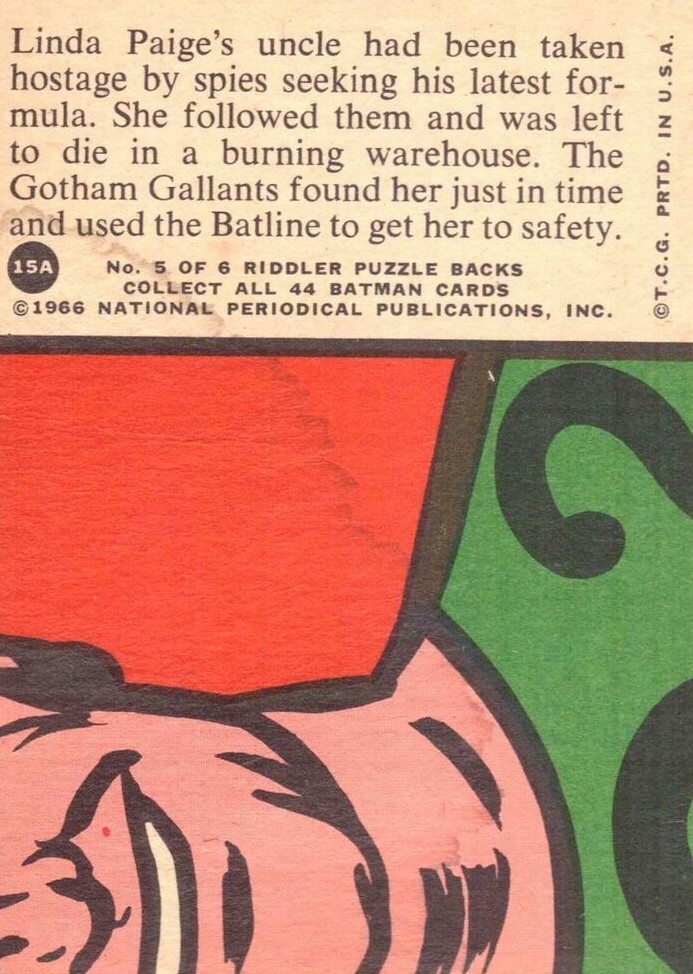 Linda Paige's uncle had been taken
hostage by spies seeking his latest for-
mula. She followed them and was left
to die in a burning warehouse. The
Gotham Gallants found her just in time
and used the Batline to get her to safety.
15A
No. 5 OF 6 RIDDLER PUZZLE BACKS
COLLECT ALL 44 BATMAN CARDS
©1966 NATIONAL PERIODICAL PUBLICATIONS, INC.
©T.C.G. PRTD. IN U.S.A.